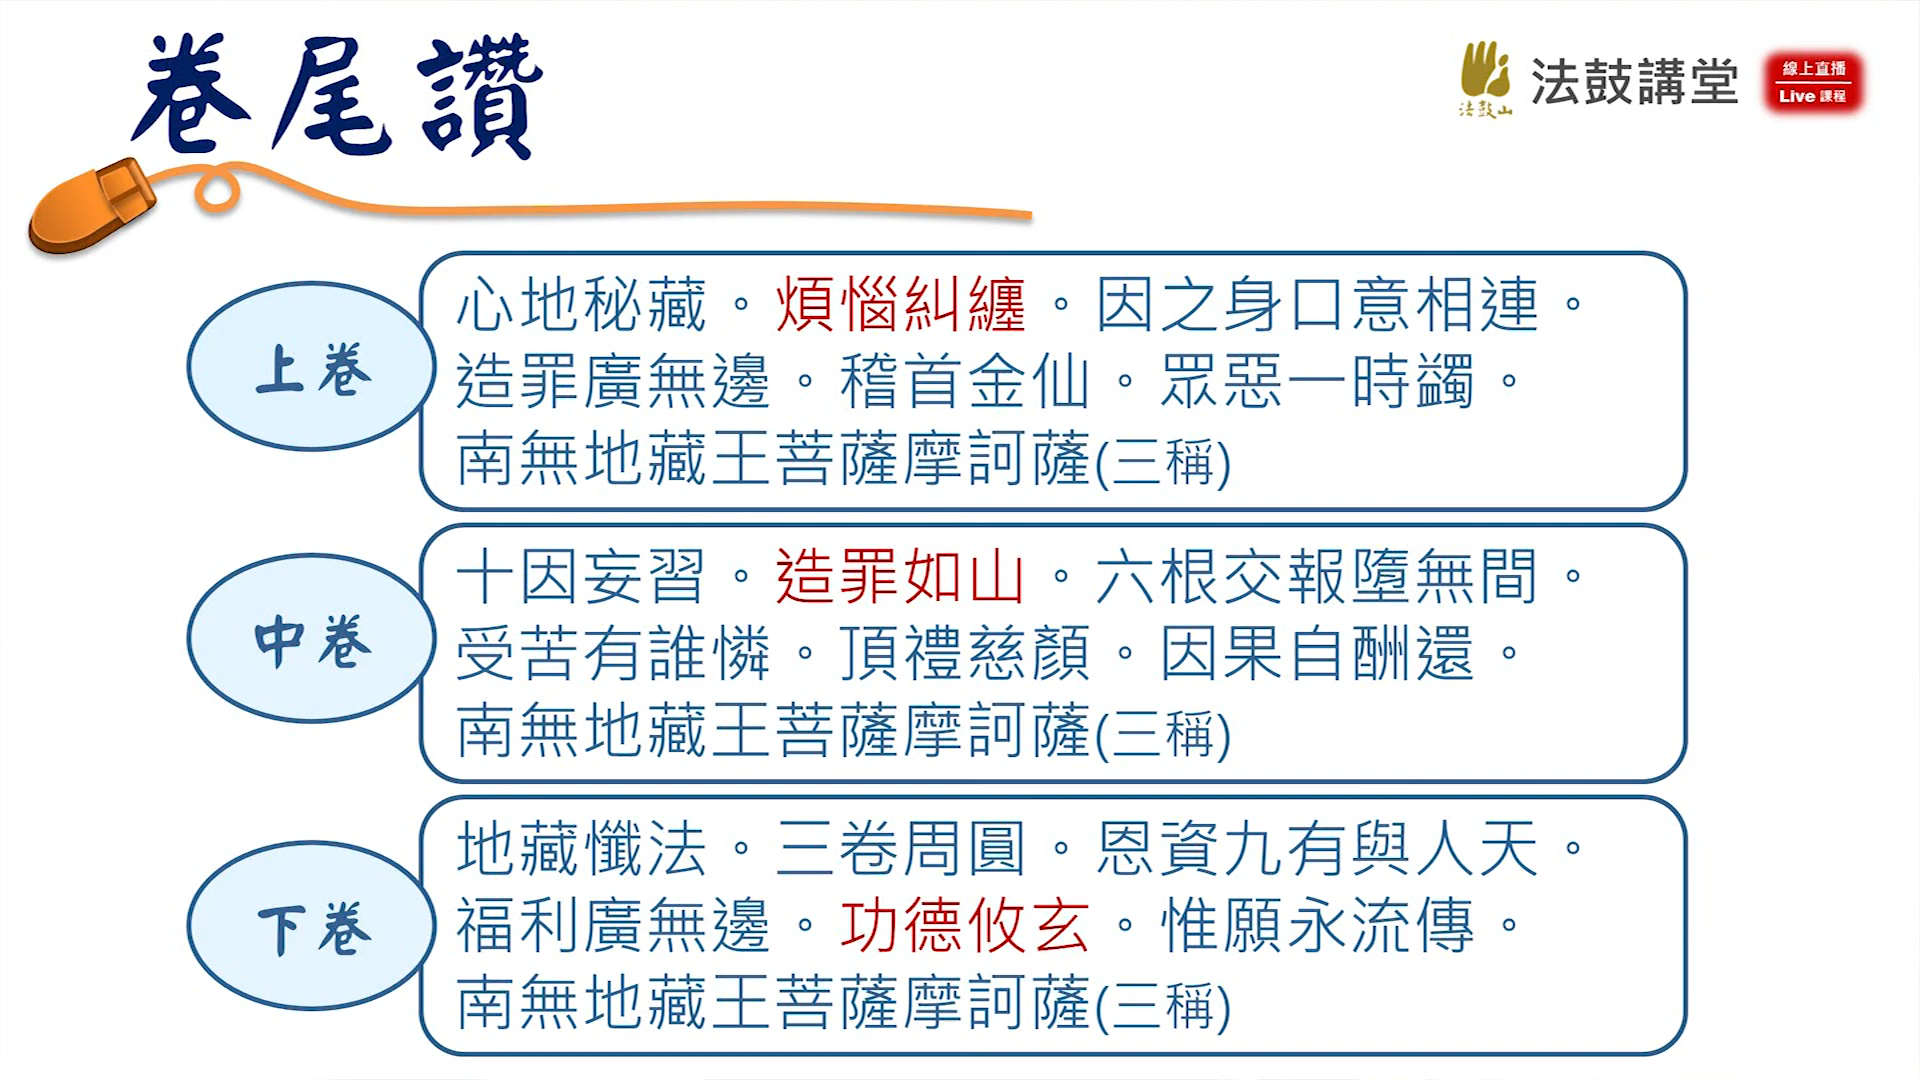 卷尾讚
法鼓山
法鼓講堂
線上直播
Live 課程
上卷
心地秘藏。煩惱糾纏。因之身口意相連。
造罪廣無邊。稽首金仙。眾惡一時蠲。
南無地藏王菩薩摩訶薩(三稱)
中卷
十因妄習。造罪如山。六根交報墮無間。
受苦有誰憐。頂禮慈顏。因果自酬還。
南無地藏王菩薩摩訶薩(三稱)
下卷
地藏懺法。三卷周圓。恩資九有與人天。
福利廣無邊。功德攸玄。惟願永流傳。
南無地藏王菩薩摩訶薩(三稱)